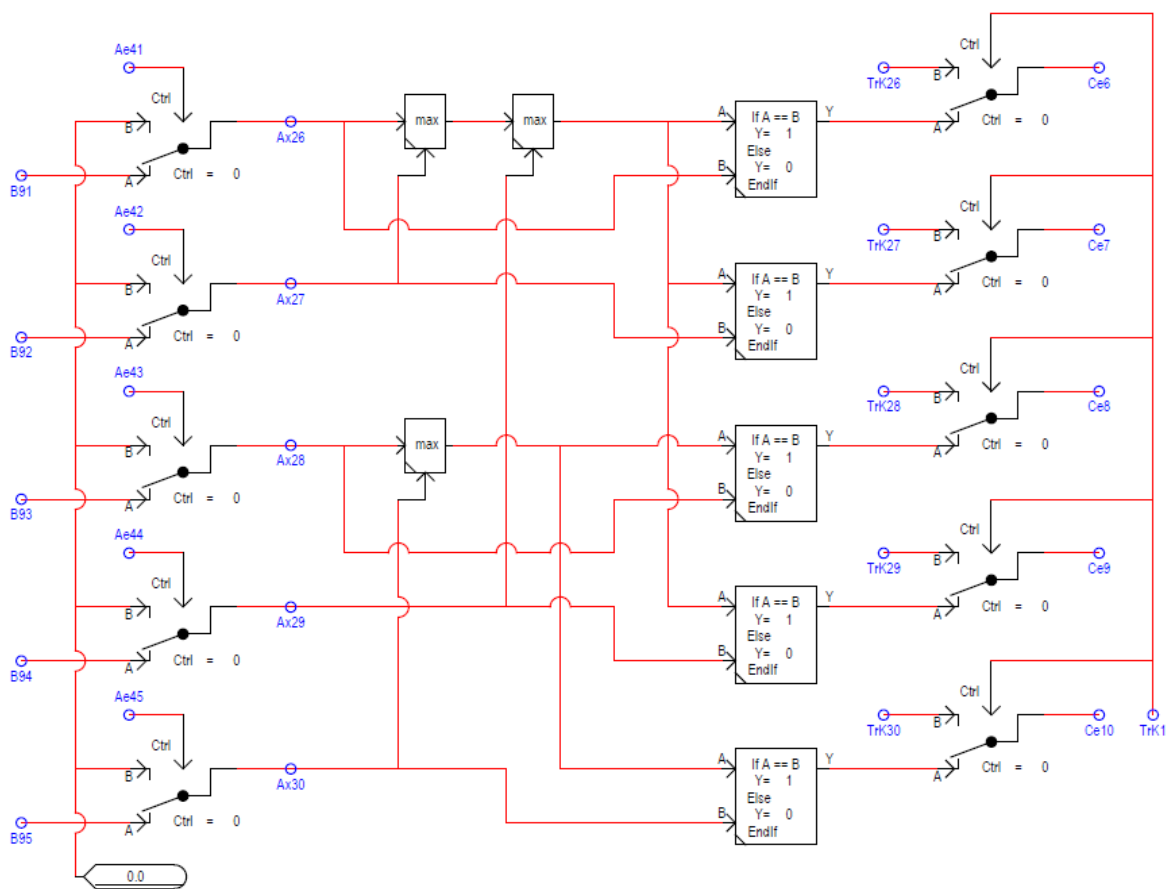 Ae41
Ctrl
B
A
Ctrl = 0
B91
Ax26
max
max
A
B
If A == B
Y= 1
Else
Y= 0
EndIf
Y
TrK26
Ctrl
B
A
Ctrl = 0
Ce6
Ae42
Ctrl
B
A
Ctrl = 0
B92
Ax27
A
B
If A == B
Y= 1
Else
Y= 0
EndIf
Y
TrK27
Ctrl
B
A
Ctrl = 0
Ce7
Ae43
Ctrl
B
A
Ctrl = 0
B93
Ax28
max
A
B
If A == B
Y= 1
Else
Y= 0
EndIf
Y
TrK28
Ctrl
B
A
Ctrl = 0
Ce8
Ae44
Ctrl
B
A
Ctrl = 0
B94
Ax29
A
B
If A == B
Y= 1
Else
Y= 0
EndIf
Y
TrK29
Ctrl
B
A
Ctrl = 0
Ce9
Ae45
Ctrl
B
A
Ctrl = 0
B95
Ax30
A
B
If A == B
Y= 1
Else
Y= 0
EndIf
Y
TrK30
Ctrl
B
A
Ctrl = 0
Ce10
TrK1
0.0